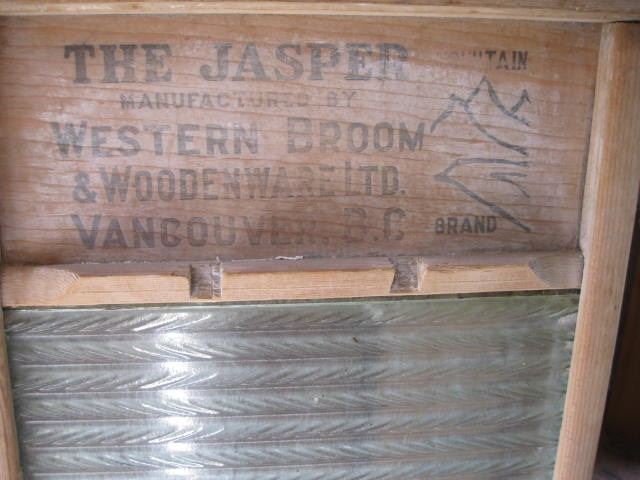 THE JASPER
MANUFACTURED BY
WESTERN BROOM
& WOODENWARE LTD.
VANCOUVER, B.C
MOUNTAIN
BRAND